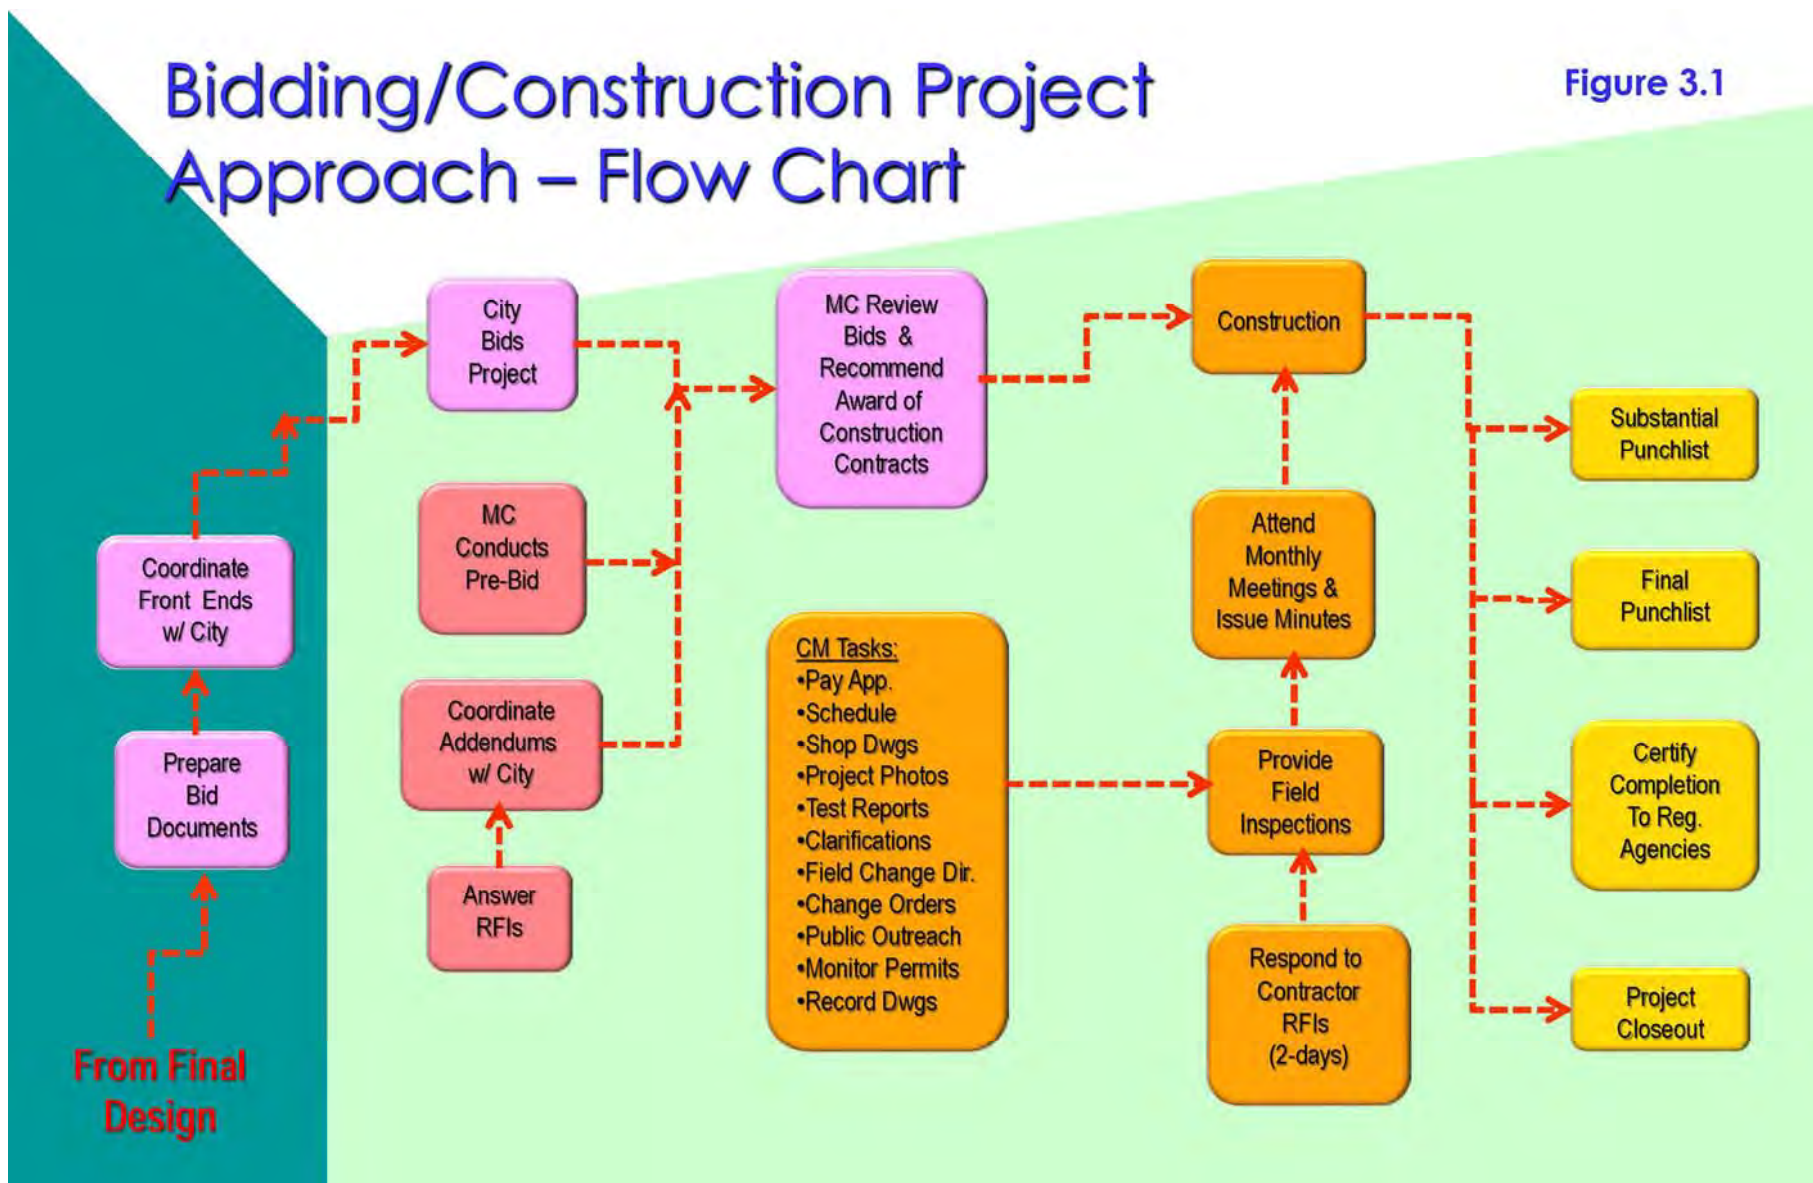 Bidding/Construction Project
Approach – Flow Chart
Figure 3.1
From Final
Design
Prepare
Bid
Documents
Coordinate
Front Ends
w/ City
City
Bids
Project
MC
Conducts
Pre-Bid
Coordinate
Addendums
w/ City
Answer
RFIs
MC Review
Bids &
Recommend
Award of
Construction
Contracts
CM Tasks:
•Pay App.
•Schedule
•Shop Dwgs
•Project Photos
•Test Reports
•Clarifications
•Field Change Dir.
•Change Orders
•Public Outreach
•Monitor Permits
•Record Dwgs
Construction
Attend
Monthly
Meetings &
Issue Minutes
Provide
Field
Inspections
Respond to
Contractor
RFIs
(2-days)
Substantial
Punchlist
Final
Punchlist
Certify
Completion
To Reg.
Agencies
Project
Closeout